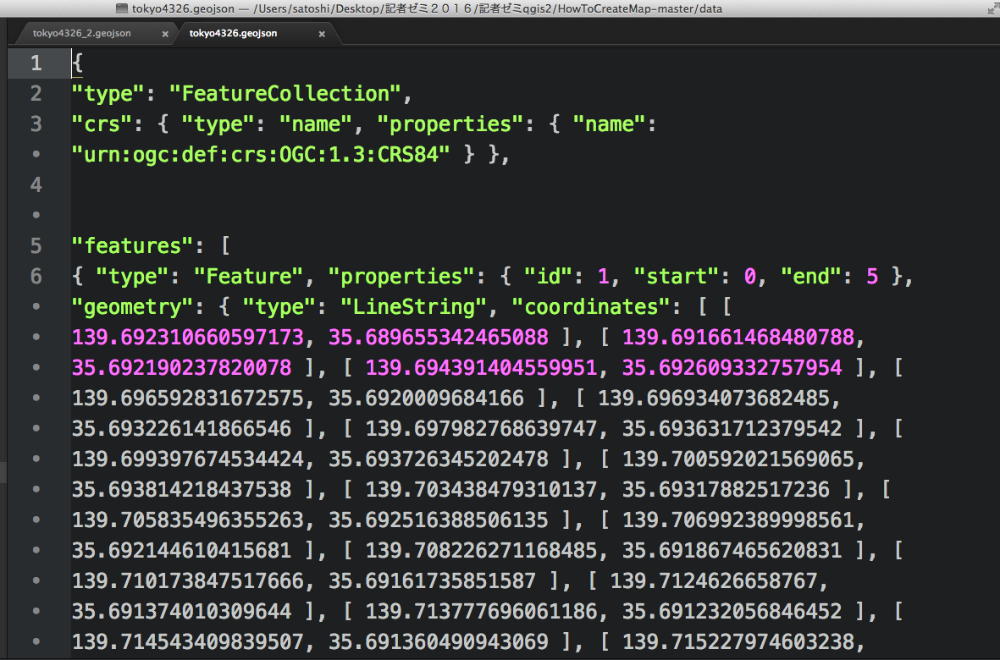 tokyo4326.geojson — /Users/satoshi/Desktop/記者ゼミ２０１６/記者ゼミqgis2/HowToCreateMap-master/data
tokyo4326_2.geojson × tokyo4326.geojson ×
1 {
2 "type": "FeatureCollection",
3 "crs": { "type": "name", "properties": { "name":
• "urn:ogc:def:crs:OGC:1.3:CRS84" } },
4
•
5 "features": [
6 { "type": "Feature", "properties": { "id": 1, "start": 0, "end": 5 },
• "geometry": { "type": "LineString", "coordinates": [ [
• 139.692310660597173, 35.689655342465088 ], [ 139.691661468480788,
• 35.692190237820078 ], [ 139.694391404559951, 35.692609332757954 ], [
• 139.696592831672575, 35.6920009684166 ], [ 139.696934073682485,
• 35.693226141866546 ], [ 139.697982768639747, 35.693631712379542 ], [
• 139.699397674534424, 35.693726345202478 ], [ 139.700592021569065,
• 35.693814218437538 ], [ 139.703438479310137, 35.69317882517236 ], [
• 139.705835496355263, 35.692516388506135 ], [ 139.706992389998561,
• 35.692144610415681 ], [ 139.708226271168485, 35.691867465620831 ], [
• 139.710173847517666, 35.69161735851587 ], [ 139.7124626658767,
• 35.691374010309644 ], [ 139.713777696061186, 35.691232056846452 ], [
• 139.714543409839507, 35.691360490943069 ], [ 139.715227974603238,